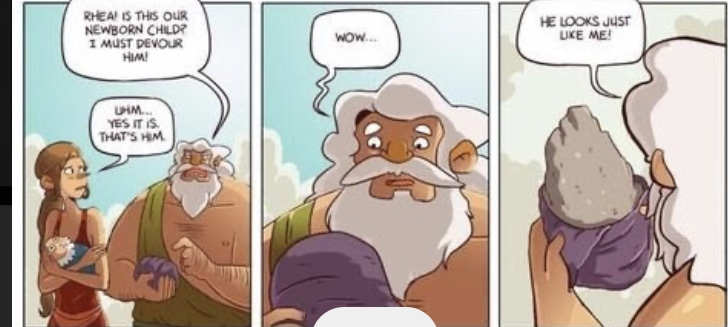 RHEA! IS THIS OUR
NEWBORN CHILD?
I MUST DEVOUR
HIM!
UHM...
YES IT IS.
THAT'S HIM.
WOW...
HE LOOKS JUST
LIKE ME!